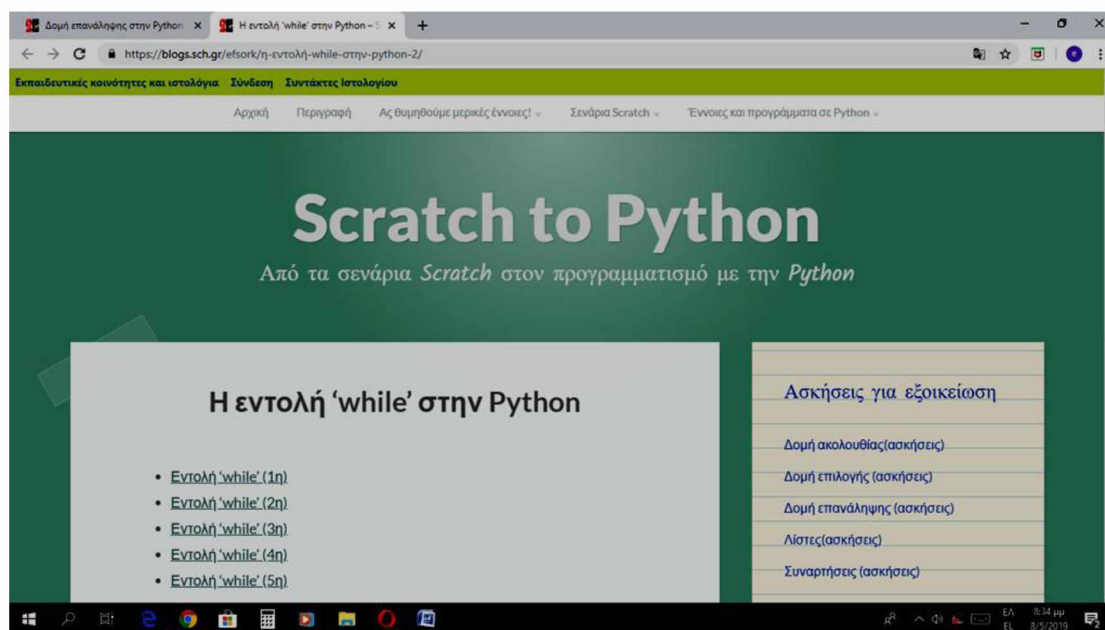 Δομή επανάληψης στην Python
Η εντολή 'while' στην Python – S
https://blogs.sch.gr/efsork/η-εντολή-while-στην-python-2/
Εκπαιδευτικές κοινότητες και ιστολόγια Σύνδεση Συντάκτες Ιστολογίου
Αρχική Περιγραφή Ας θυμηθούμε μερικές έννοιες! Σενάρια Scratch Έννοιες και προγράμματα σε Python
Scratch to Python
Από τα σενάρια Scratch στον προγραμματισμό με την Python
Η εντολή 'while' στην Python
Εντολή 'while' (1η)
Εντολή 'while' (2η)
Εντολή 'while' (3η)
Εντολή 'while' (4η)
Εντολή 'while' (5η)
Ασκήσεις για εξοικείωση
Δομή ακολουθίας(ασκήσεις)
Δομή επιλογής (ασκήσεις)
Δομή επανάληψης (ασκήσεις)
Λίστες(ασκήσεις)
Συναρτήσεις (ασκήσεις)
ΕΛ 8:34 μμ
EL 8/5/2019